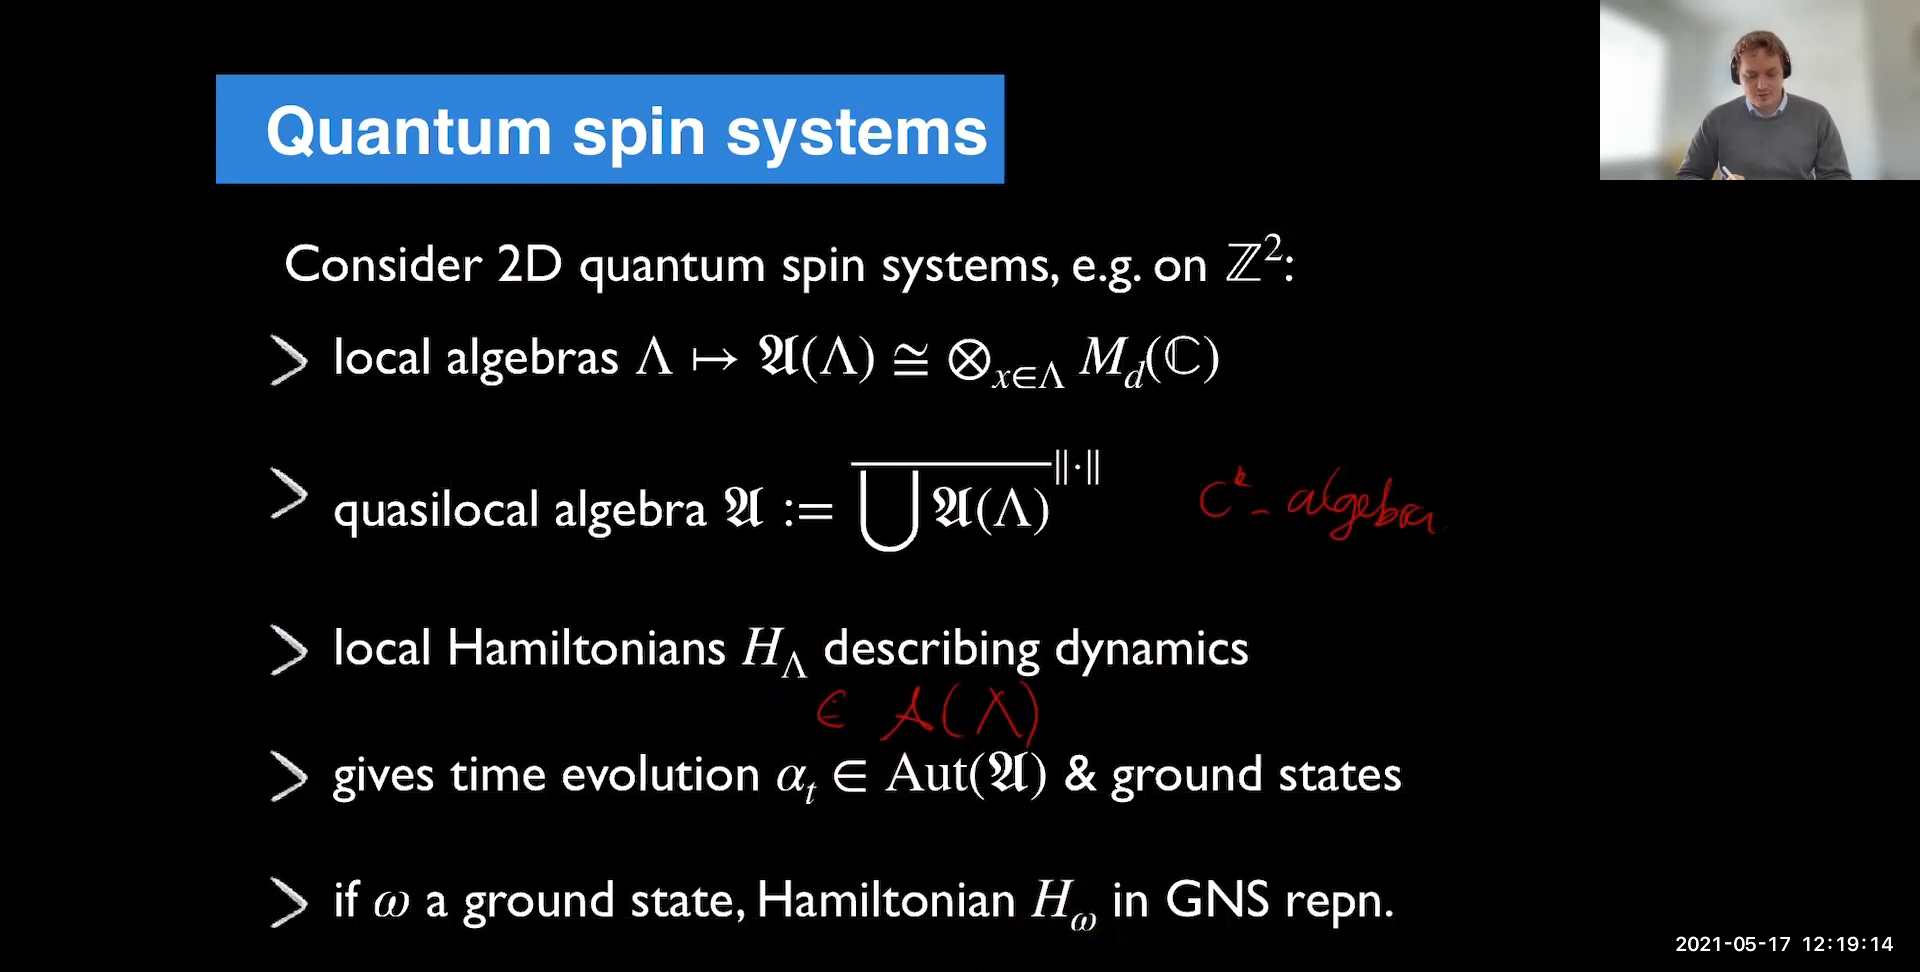 Quantum spin systems
Consider 2D quantum spin systems, e.g. on ℤ²:
local algebras Λ ↦ 𝔄(Λ) ≅ ⊗_{x∈Λ} M_d(ℂ)
quasilocal algebra 𝔄 := \overline{⋃ 𝔄(Λ)}^{‖·‖} C* - algebra
local Hamiltonians H_Λ describing dynamics
∈ A(Λ)
gives time evolution α_t ∈ Aut(𝔄) & ground states
if ω a ground state, Hamiltonian H_ω in GNS repn.
2021-05-17 12:19:14